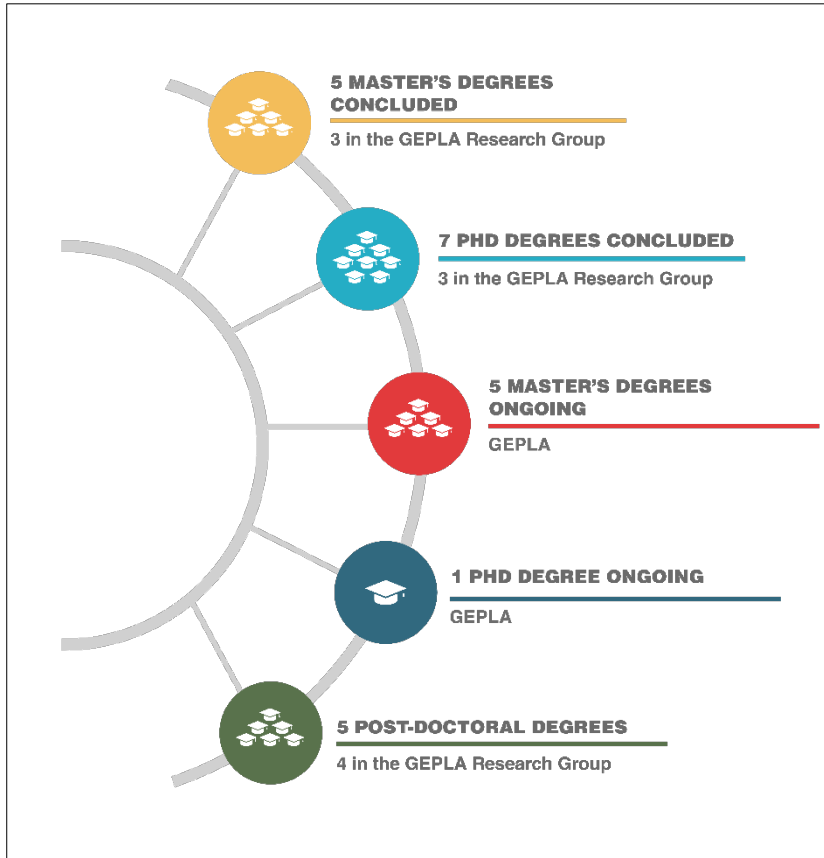 5 MASTER'S DEGREES
CONCLUDED
3 in the GEPLA Research Group
7 PHD DEGREES CONCLUDED
3 in the GEPLA Research Group
5 MASTER'S DEGREES
ONGOING
GEPLA
1 PHD DEGREE ONGOING
GEPLA
5 POST-DOCTORAL DEGREES
4 in the GEPLA Research Group